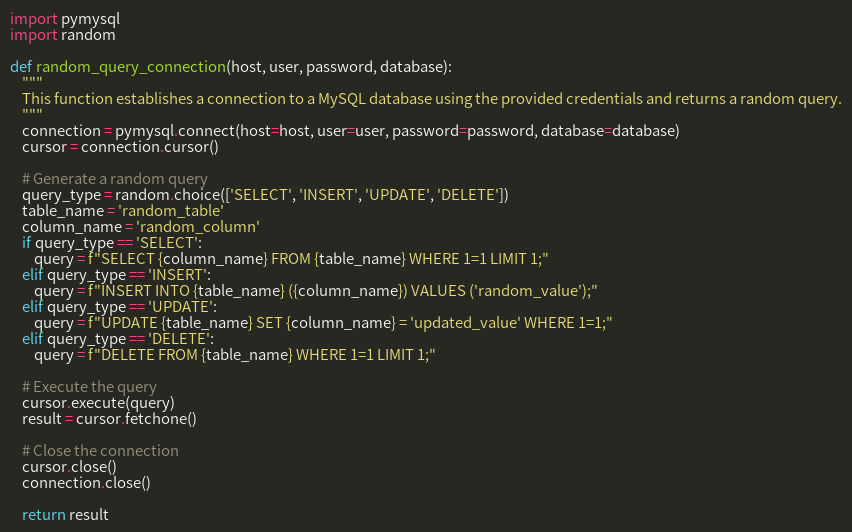 import pymysql
import random
def random_query_connection(host, user, password, database):
"""
This function establishes a connection to a MySQL database using the provided credentials and returns a random query.
"""
connection = pymysql.connect(host=host, user=user, password=password, database=database)
cursor = connection.cursor()
# Generate a random query
query_type = random.choice(['SELECT', 'INSERT', 'UPDATE', 'DELETE'])
table_name = 'random_table'
column_name = 'random_column'
if query_type == 'SELECT':
query = f"SELECT {column_name} FROM {table_name} WHERE 1=1 LIMIT 1;"
elif query_type == 'INSERT':
query = f"INSERT INTO {table_name} ({column_name}) VALUES ('random_value');"
elif query_type == 'UPDATE':
query = f"UPDATE {table_name} SET {column_name} = 'updated_value' WHERE 1=1;"
elif query_type == 'DELETE':
query = f"DELETE FROM {table_name} WHERE 1=1 LIMIT 1;"
# Execute the query
cursor.execute(query)
result = cursor.fetchone()
# Close the connection
cursor.close()
connection.close()
return result